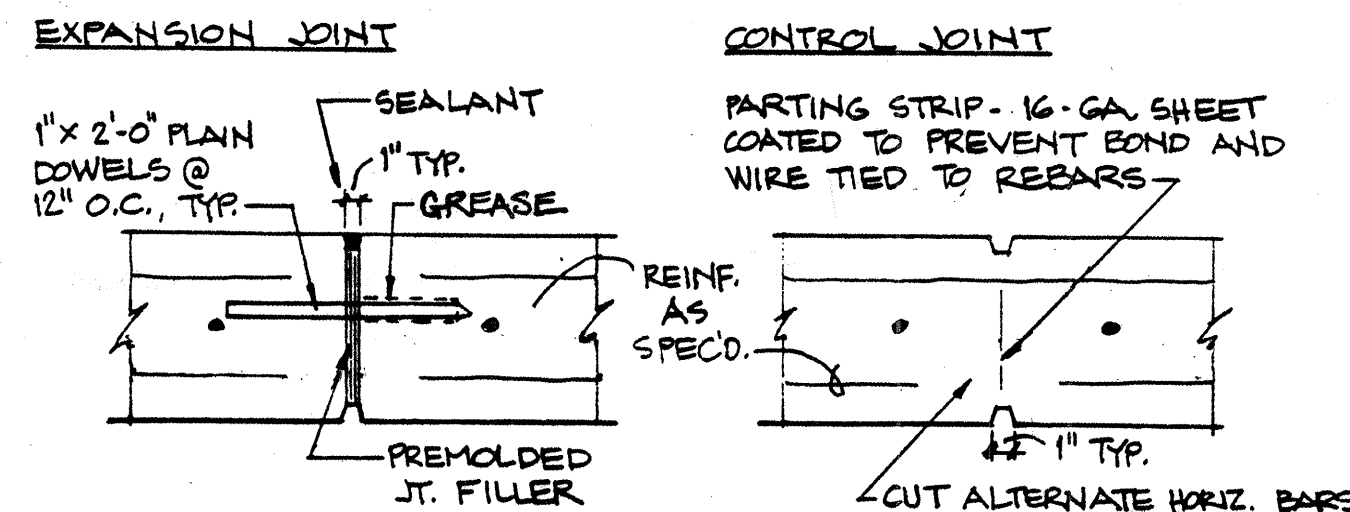 EXPANSION JOINT
SEALANT
1" X 2'-0" PLAIN
DOWELS @
12" O.C., TYP.
1" TYP.
GREASE
REINF.
AS
SPEC'D.
PREMOLDED
JT. FILLER
CONTROL JOINT
PARTING STRIP - 16-GA. SHEET
COATED TO PREVENT BOND AND
WIRE TIED TO REBARS
1" TYP.
CUT ALTERNATE HORIZ. BARS